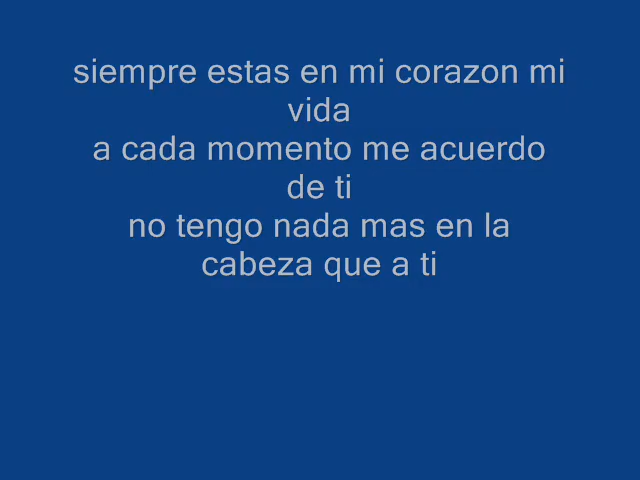 siempre estas en mi corazon mi
vida
a cada momento me acuerdo
de ti
no tengo nada mas en la
cabeza que a ti